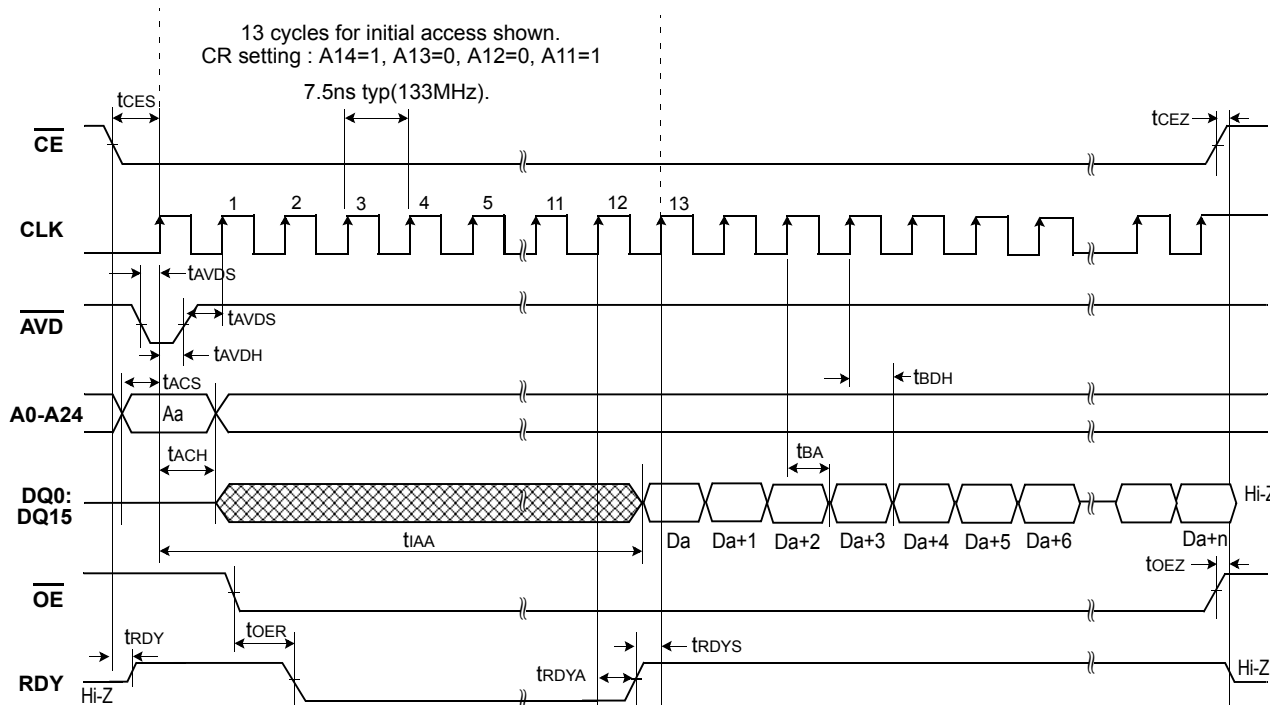 13 cycles for initial access shown.
CR setting : A14=1, A13=0, A12=0, A11=1
7.5ns typ(133MHz).
tCES
tCEZ
CE
1 2 3 4 5 11 12 13
CLK
tAVDS
tAVDS
AVD
tAVDH
tACS
tBDH
A0-A24
Aa
tACH
tBA
DQ0:
DQ15
Hi-Z
tIAA
Da Da+1 Da+2 Da+3 Da+4 Da+5 Da+6 Da+n
tOEZ
OE
tRDY
tOER
tRDYS
tRDYA
RDY
Hi-Z
Hi-Z